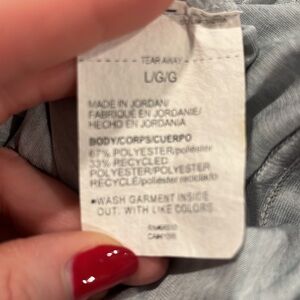 TEAR AWAY
L/G/G
MADE IN JORDAN/
FABRIQUÉ EN JORDANIE/
HECHO EN JORDANIA
BODY/CORPS/CUERPO
67% POLYESTER/poliéster
33% RECYCLED
POLYESTER/POLYESTER
RECYCLÉ/poliéster reciclado
*WASH GARMENT INSIDE
OUT. WITH LIKE COLORS.